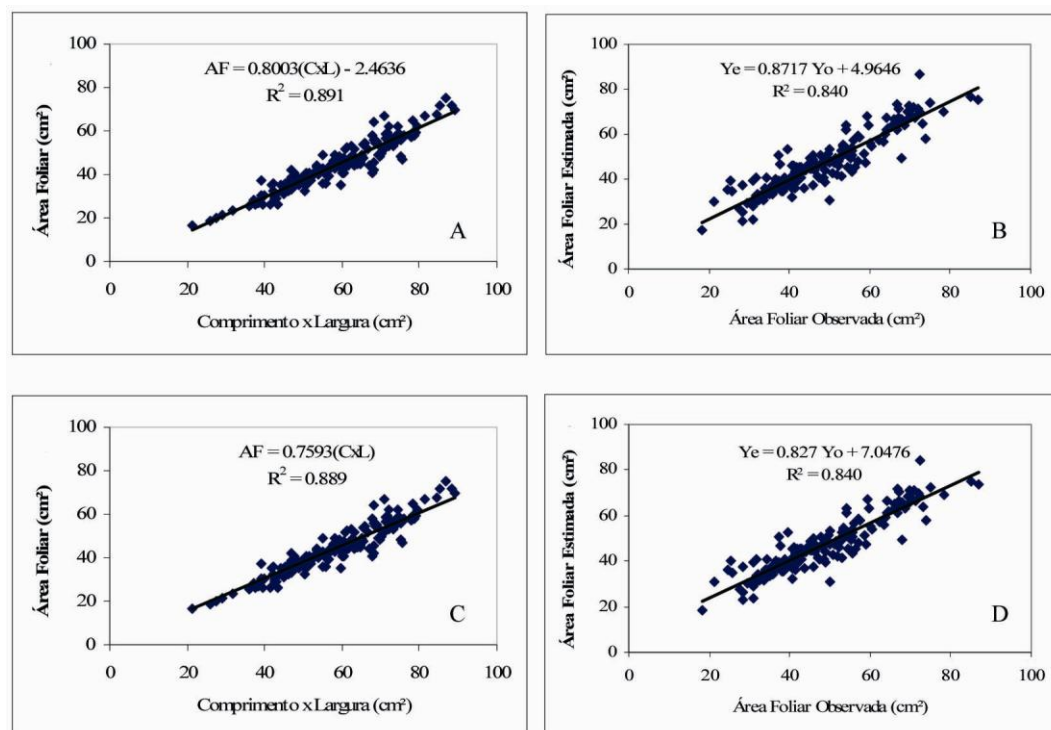 AF = 0.8003(CxL) - 2.4636
R² = 0.891
Área Foliar (cm²)
100
80
60
40
20
0
A
0 20 40 60 80 100
Comprimento x Largura (cm²)
Ye = 0.8717 Yo + 4.9646
R² = 0.840
Área Foliar Estimada (cm²)
100
80
60
40
20
0
B
0 20 40 60 80 100
Área Foliar Observada (cm²)
AF = 0.7593(CxL)
R² = 0.889
Área Foliar (cm²)
100
80
60
40
20
0
C
0 20 40 60 80 100
Comprimento x Largura (cm²)
Ye = 0.827 Yo + 7.0476
R² = 0.840
Área Foliar Estimada (cm²)
100
80
60
40
20
0
D
0 20 40 60 80 100
Área Foliar Observada (cm²)